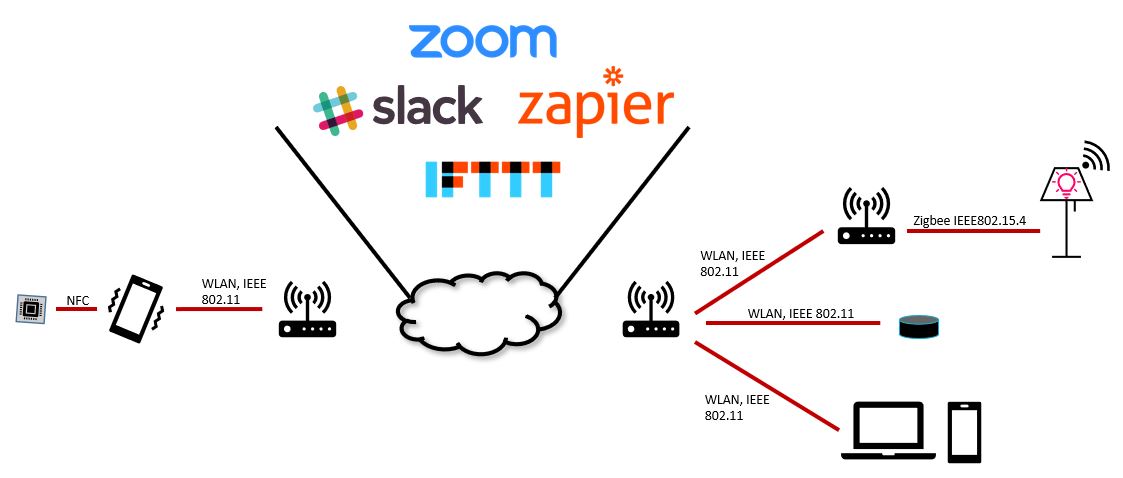 zoom
slack
zapier
IFTTT
Zigbee IEEE802.15.4
WLAN, IEEE
802.11
WLAN, IEEE
802.11
NFC
WLAN, IEEE 802.11
WLAN, IEEE
802.11